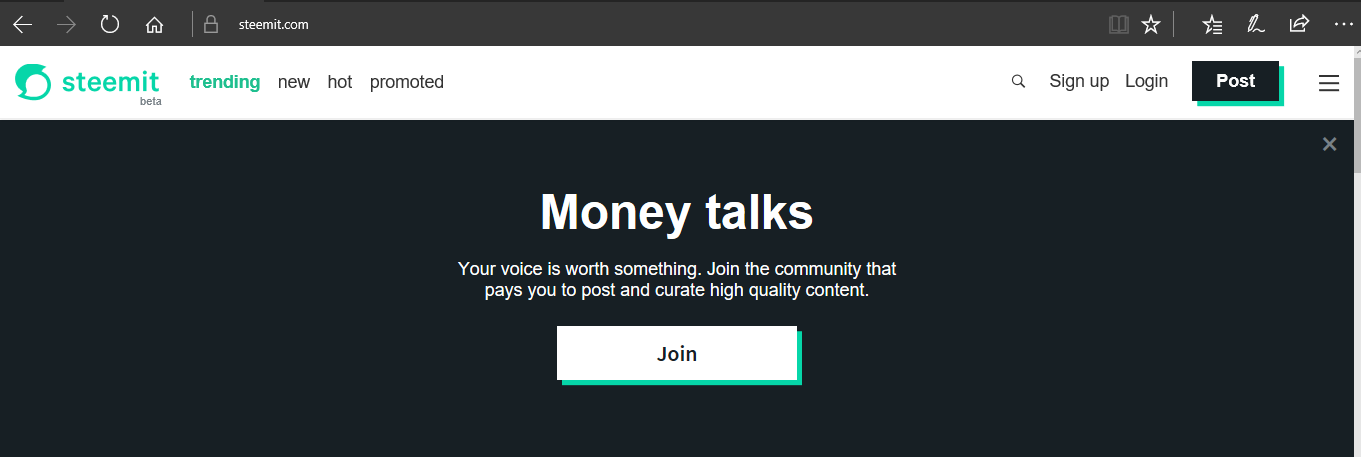 steemit.com
steemit
beta
trending new hot promoted
Sign up Login Post
Money talks
Your voice is worth something. Join the community that
pays you to post and curate high quality content.
Join